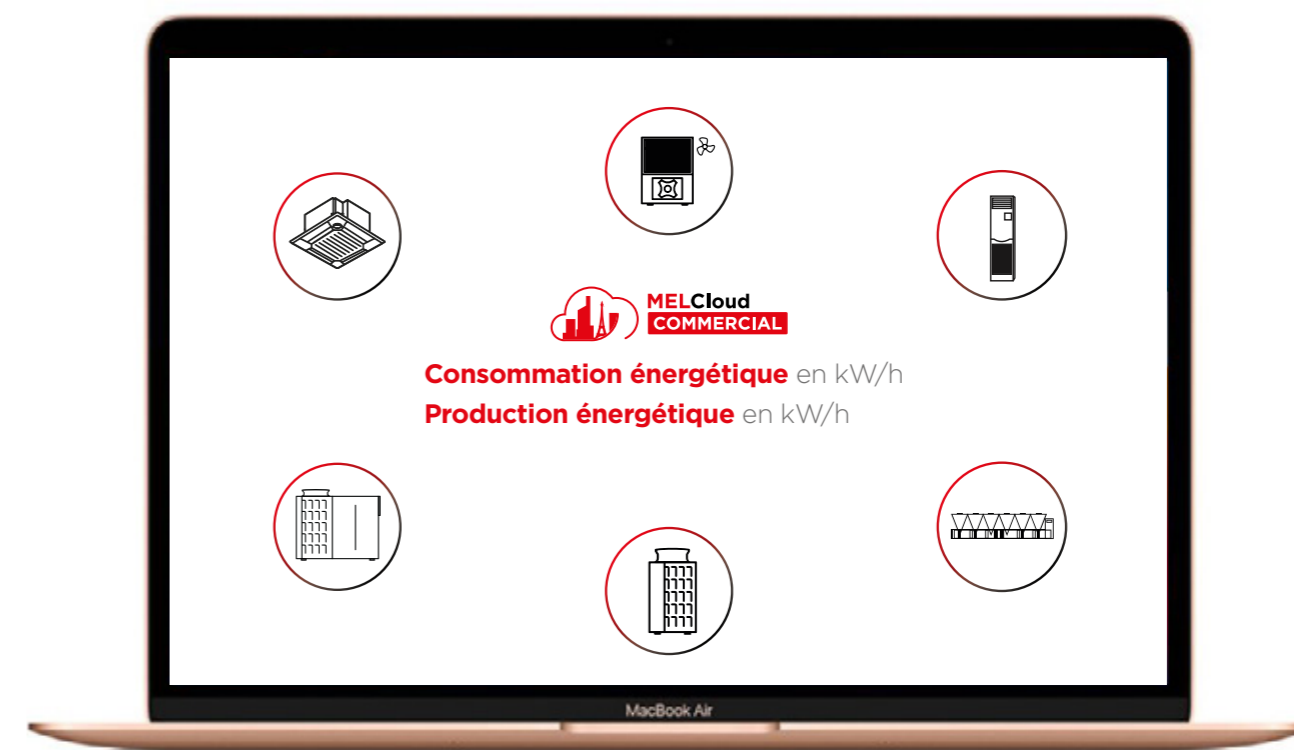 MELCloud
COMMERCIAL
Consommation énergétique en kW/h
Production énergétique en kW/h
MacBook Air